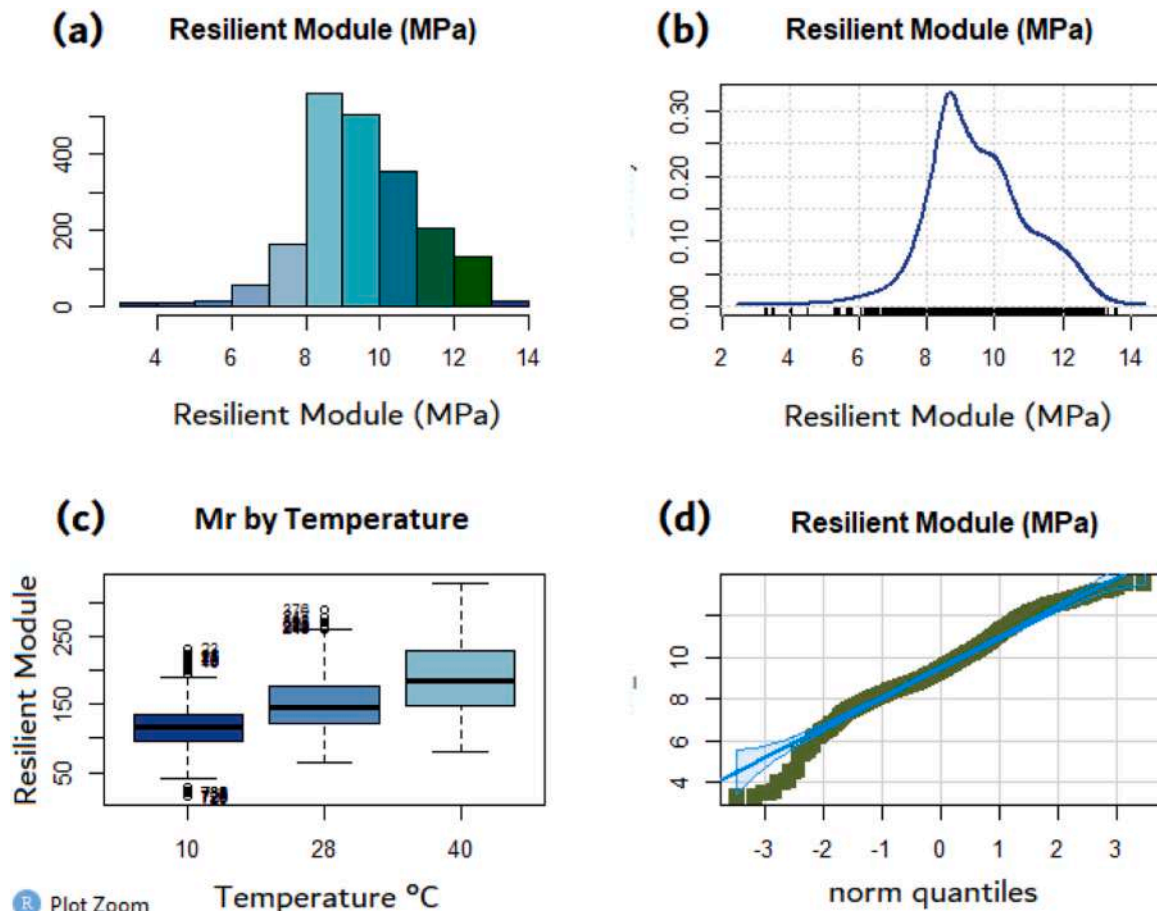 (a) Resilient Module (MPa)
0 200 400
4 6 8 10 12 14
Resilient Module (MPa)
(b) Resilient Module (MPa)
0.00 0.10 0.20 0.30
2 4 6 8 10 12 14
Resilient Module (MPa)
(c) Mr by Temperature
Resilient Module
50 150 250
10 28 40
Temperature °C
R Plot Zoom
(d) Resilient Module (MPa)
4 6 8 10
-3 -2 -1 0 1 2 3
norm quantiles